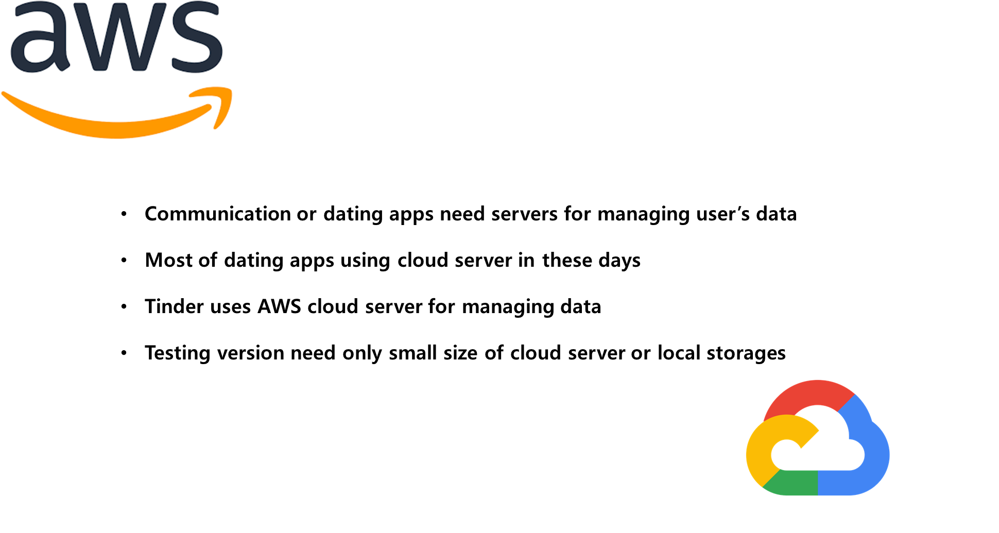 aws
• Communication or dating apps need servers for managing user’s data
• Most of dating apps using cloud server in these days
• Tinder uses AWS cloud server for managing data
• Testing version need only small size of cloud server or local storages